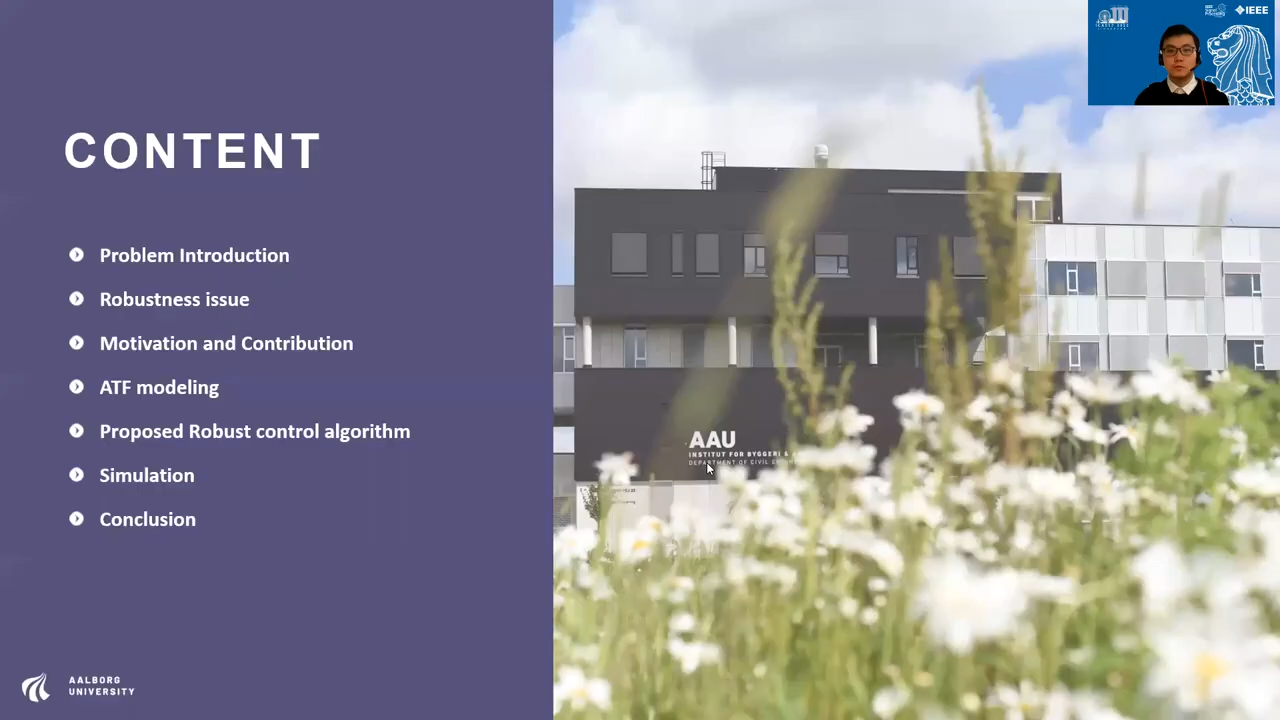 CONTENT
Problem Introduction
Robustness issue
Motivation and Contribution
ATF modeling
Proposed Robust control algorithm
Simulation
Conclusion
AALBORG
UNIVERSITY
AAU
INSTITUT FOR BYGGERI &
DEPARTMENT OF CIVIL
IEEE